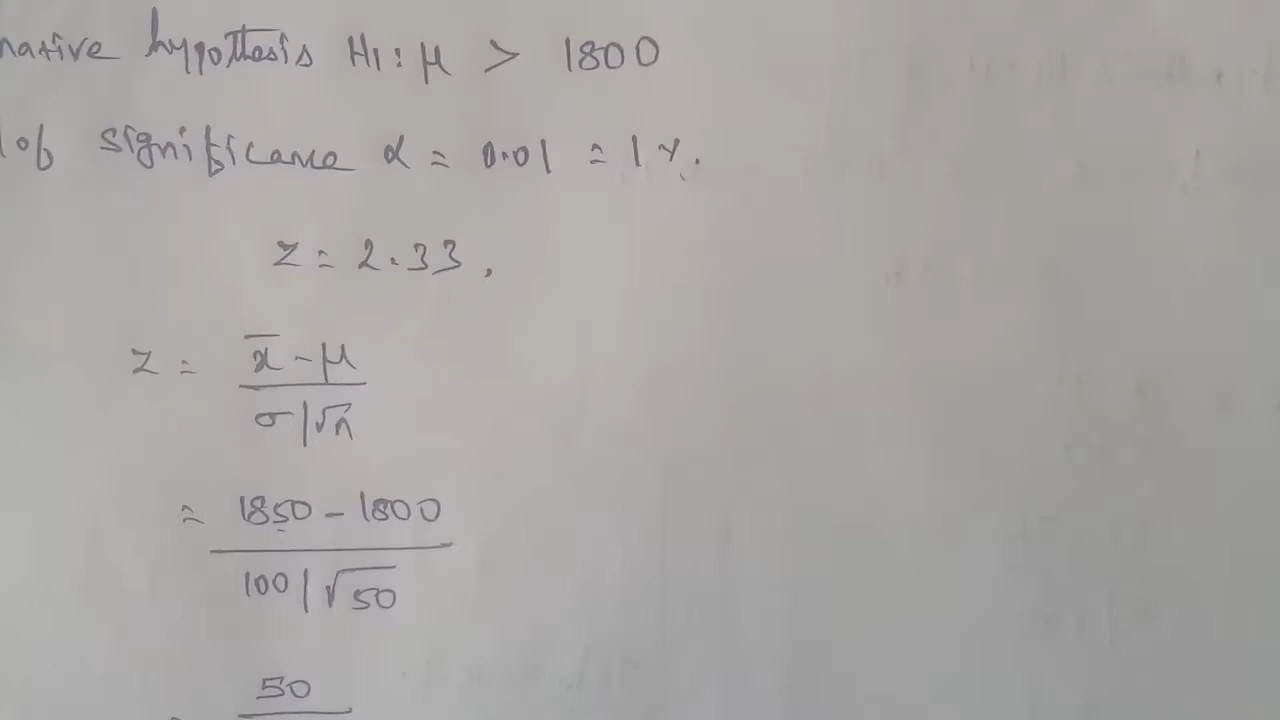 native hypothesis H1 : μ > 1800
l of significance α = 0.01 = 1%.
z = 2.33,
z = x̄ - μ
σ/√n
= 1850 - 1800
100/√50
50